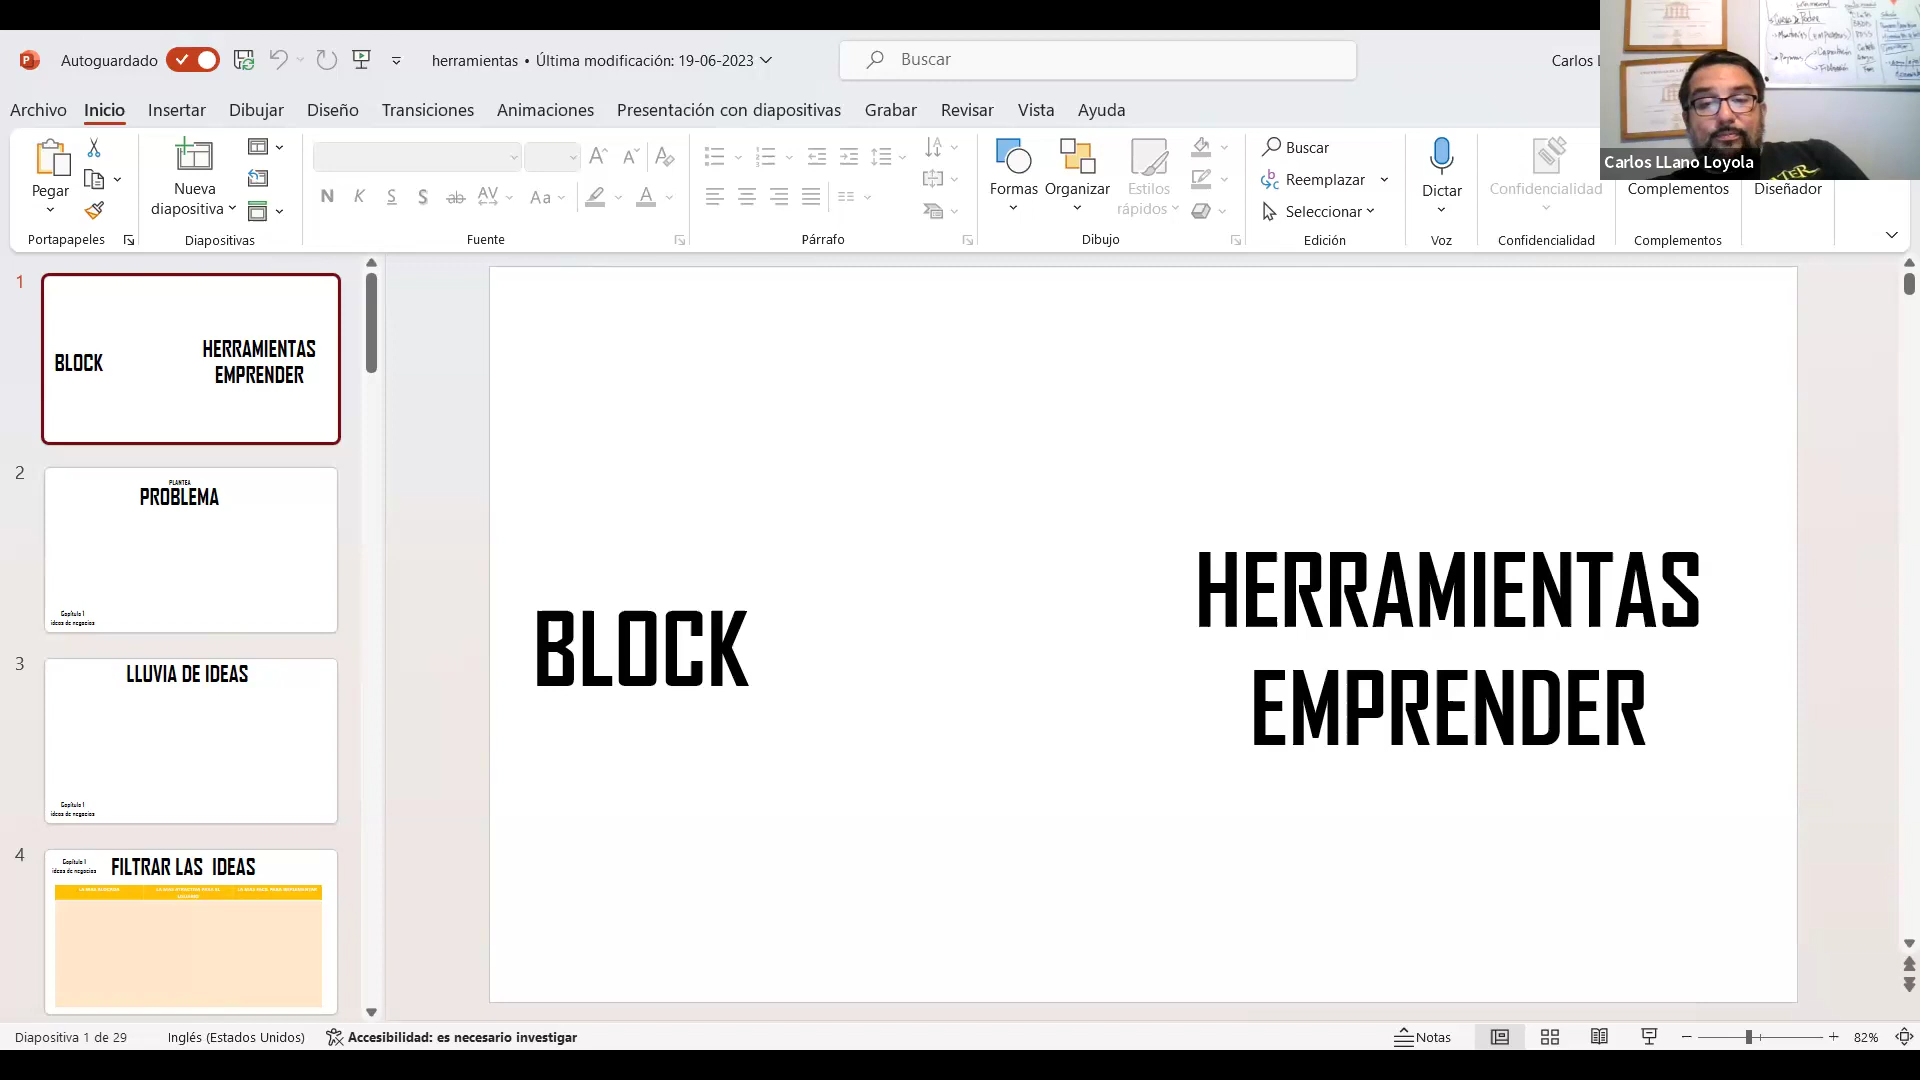 Autoguardado
herramientas • Última modificación: 19-06-2023
Buscar
Carlos L
Archivo Inicio Insertar Dibujar Diseño Transiciones Animaciones Presentación con diapositivas Grabar Revisar Vista Ayuda
Pegar
Nueva diapositiva
N K S S ab AV Aa A
Formas
Organizar
Estilos rápidos
Buscar
Reemplazar
Seleccionar
Dictar
Confidencialidad
Complementos
Diseñador
Portapapeles
Diapositivas
Fuente
Párrafo
Dibujo
Edición
Voz
Confidencialidad
Complementos
Carlos LLano Loyola
1
BLOCK
HERRAMIENTAS
EMPRENDER
2
PLANTEA
PROBLEMA
Capítulo 1
ideas de negocios
3
LLUVIA DE IDEAS
Capítulo 1
ideas de negocios
4
Capítulo 1
ideas de negocios
FILTRAR LAS IDEAS
BLOCK
HERRAMIENTAS
EMPRENDER
Diapositiva 1 de 29
Inglés (Estados Unidos)
Accesibilidad: es necesario investigar
Notas
82%